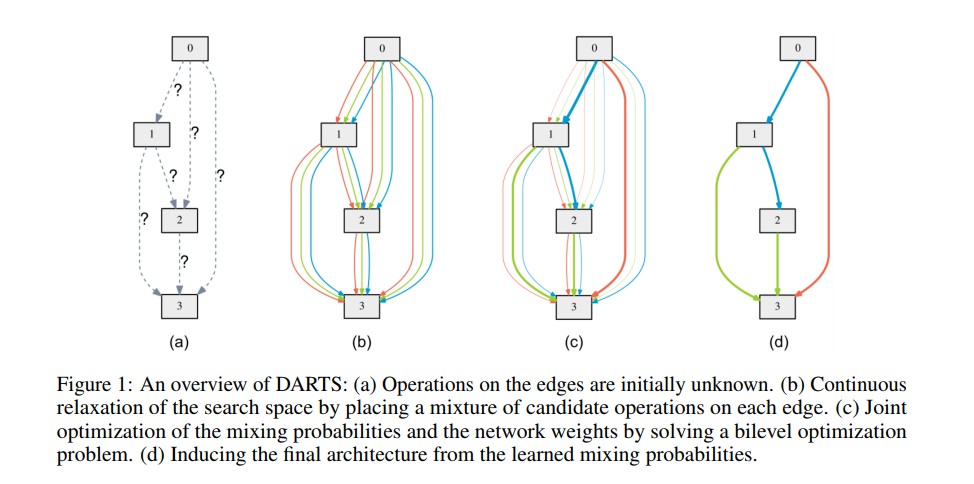 0
0
0
0
?
1
?
1
1
1
?
?
?
2
2
2
2
?
3
3
3
3
(a)
(b)
(c)
(d)
Figure 1: An overview of DARTS: (a) Operations on the edges are initially unknown. (b) Continuous
relaxation of the search space by placing a mixture of candidate operations on each edge. (c) Joint
optimization of the mixing probabilities and the network weights by solving a bilevel optimization
problem. (d) Inducing the final architecture from the learned mixing probabilities.